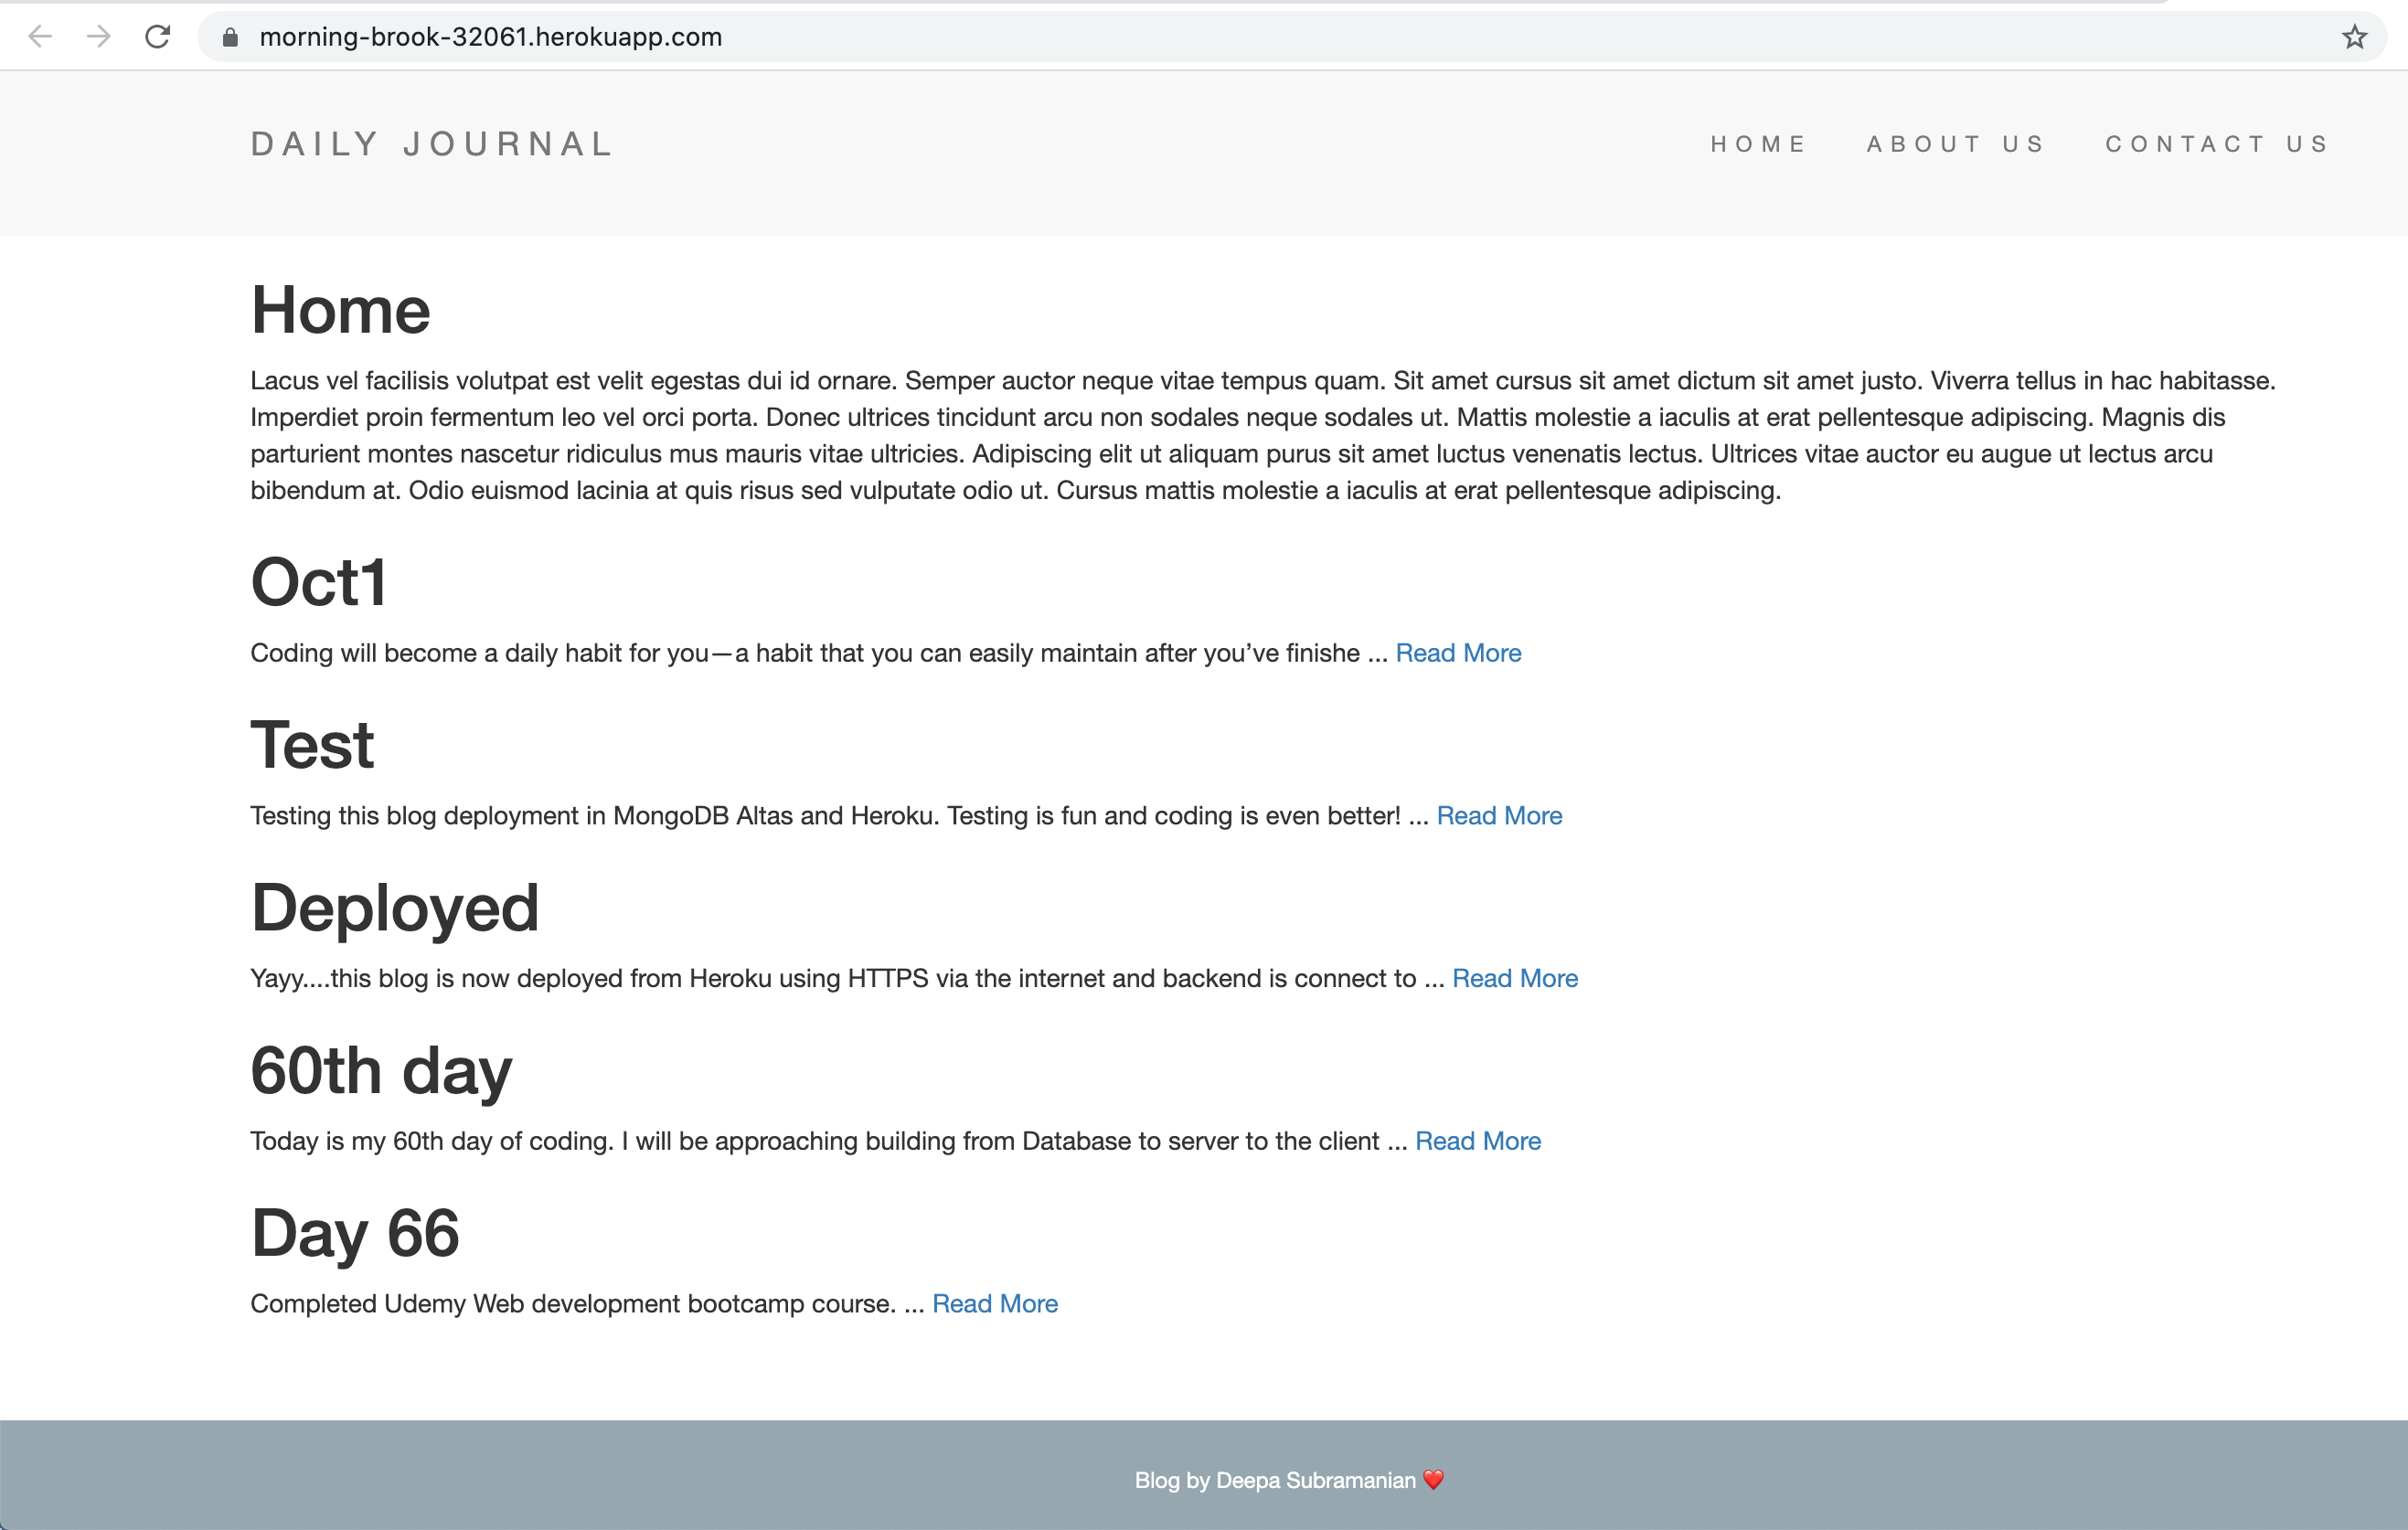 morning-brook-32061.herokuapp.com
DAILY JOURNAL
HOME ABOUT US CONTACT US
Home
Lacus vel facilisis volutpat est velit egestas dui id ornare. Semper auctor neque vitae tempus quam. Sit amet cursus sit amet dictum sit amet justo. Viverra tellus in hac habitasse.
Imperdiet proin fermentum leo vel orci porta. Donec ultrices tincidunt arcu non sodales neque sodales ut. Mattis molestie a iaculis at erat pellentesque adipiscing. Magnis dis
parturient montes nascetur ridiculus mus mauris vitae ultricies. Adipiscing elit ut aliquam purus sit amet luctus venenatis lectus. Ultrices vitae auctor eu augue ut lectus arcu
bibendum at. Odio euismod lacinia at quis risus sed vulputate odio ut. Cursus mattis molestie a iaculis at erat pellentesque adipiscing.
Oct1
Coding will become a daily habit for you—a habit that you can easily maintain after you’ve finishe ... Read More
Test
Testing this blog deployment in MongoDB Altas and Heroku. Testing is fun and coding is even better! ... Read More
Deployed
Yayy....this blog is now deployed from Heroku using HTTPS via the internet and backend is connect to ... Read More
60th day
Today is my 60th day of coding. I will be approaching building from Database to server to the client ... Read More
Day 66
Completed Udemy Web development bootcamp course. ... Read More
Blog by Deepa Subramanian ❤️